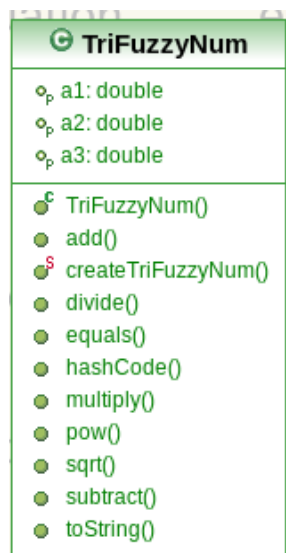 C TriFuzzyNum
P a1: double
P a2: double
P a3: double
C TriFuzzyNum()
add()
S createTriFuzzyNum()
divide()
equals()
hashCode()
multiply()
pow()
sqrt()
subtract()
toString()